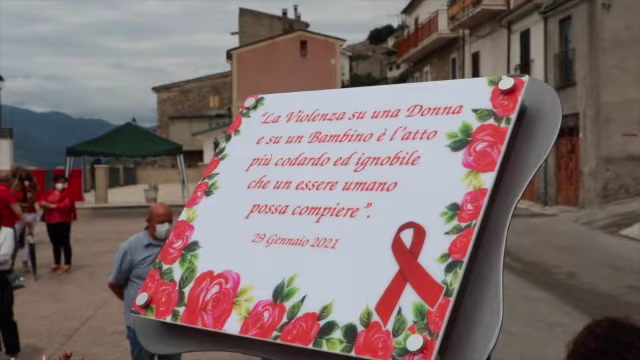 "La Violenza su una Donna
e su un Bambino è l'atto
più codardo ed ignobile
che un essere umano
possa compiere".
29 Gennaio 2021